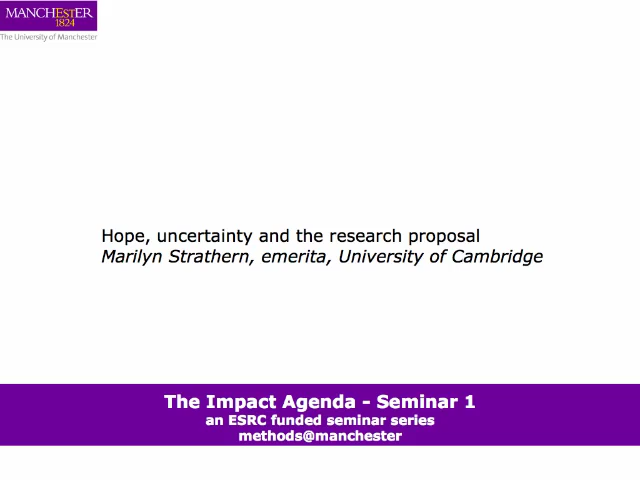 MANCHESTER
1824
The University of Manchester
Hope, uncertainty and the research proposal
Marilyn Strathern, emerita, University of Cambridge
The Impact Agenda - Seminar 1
an ESRC funded seminar series
methods@manchester